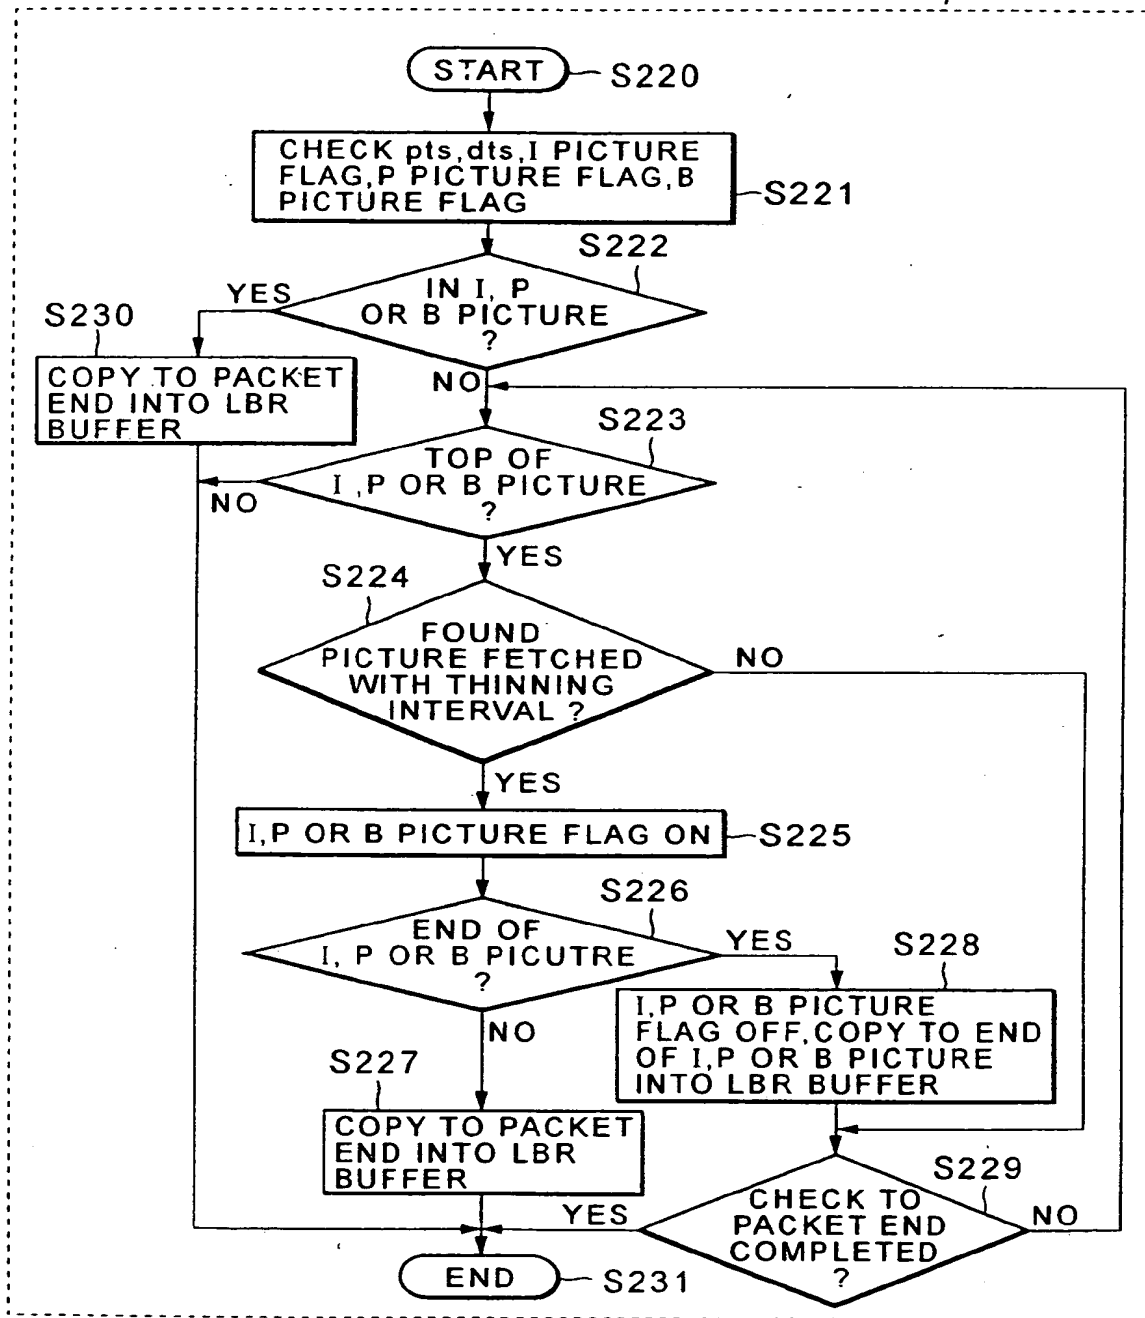 START
S220
CHECK pts,dts,I PICTURE
FLAG,P PICTURE FLAG,B
PICTURE FLAG
S221
S222
IN I, P
OR B PICTURE
?
YES
S230
COPY TO PACKET
END INTO LBR
BUFFER
NO
S223
TOP OF
I ,P OR B PICTURE
?
NO
YES
S224
FOUND
PICTURE FETCHED
WITH THINNING
INTERVAL ?
NO
YES
I,P OR B PICTURE FLAG ON
S225
S226
END OF
I, P OR B PICUTRE
?
YES
S228
I,P OR B PICTURE
FLAG OFF,COPY TO END
OF I,P OR B PICTURE
INTO LBR BUFFER
NO
S227
COPY TO PACKET
END INTO LBR
BUFFER
S229
CHECK TO
PACKET END
COMPLETED
?
YES
NO
END
S231